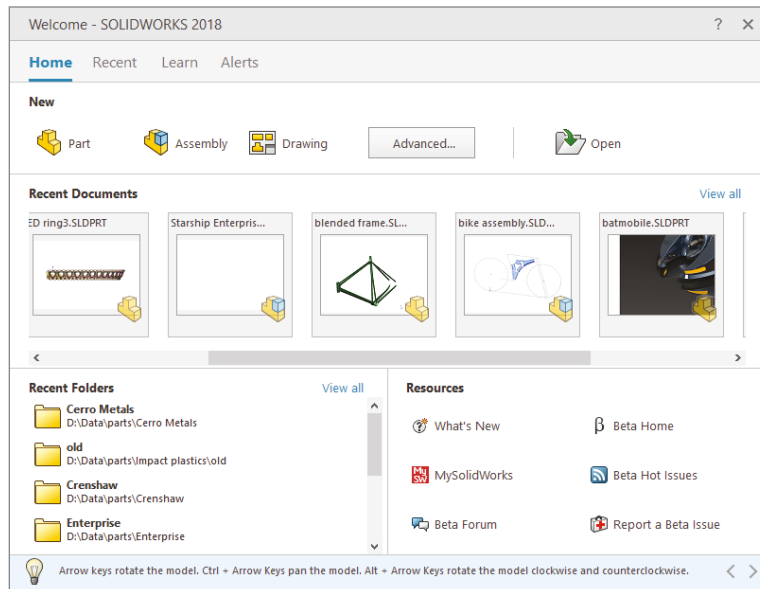 Welcome - SOLIDWORKS 2018
?
Home Recent Learn Alerts
New
Part Assembly Drawing Advanced... Open
Recent Documents View all
ED ring3.SLDPRT Starship Enterpris... blended frame.SL... bike assembly.SLD... batmobile.SLDPRT
Recent Folders View all
Cerro Metals
D:\Data\parts\Cerro Metals
old
D:\Data\parts\Impact plastics\old
Crenshaw
D:\Data\parts\Crenshaw
Enterprise
D:\Data\parts\Enterprise
Resources
What's New β Beta Home
My SW MySolidWorks Beta Hot Issues
Beta Forum Report a Beta Issue
Arrow keys rotate the model. Ctrl + Arrow Keys pan the model. Alt + Arrow Keys rotate the model clockwise and counterclockwise.